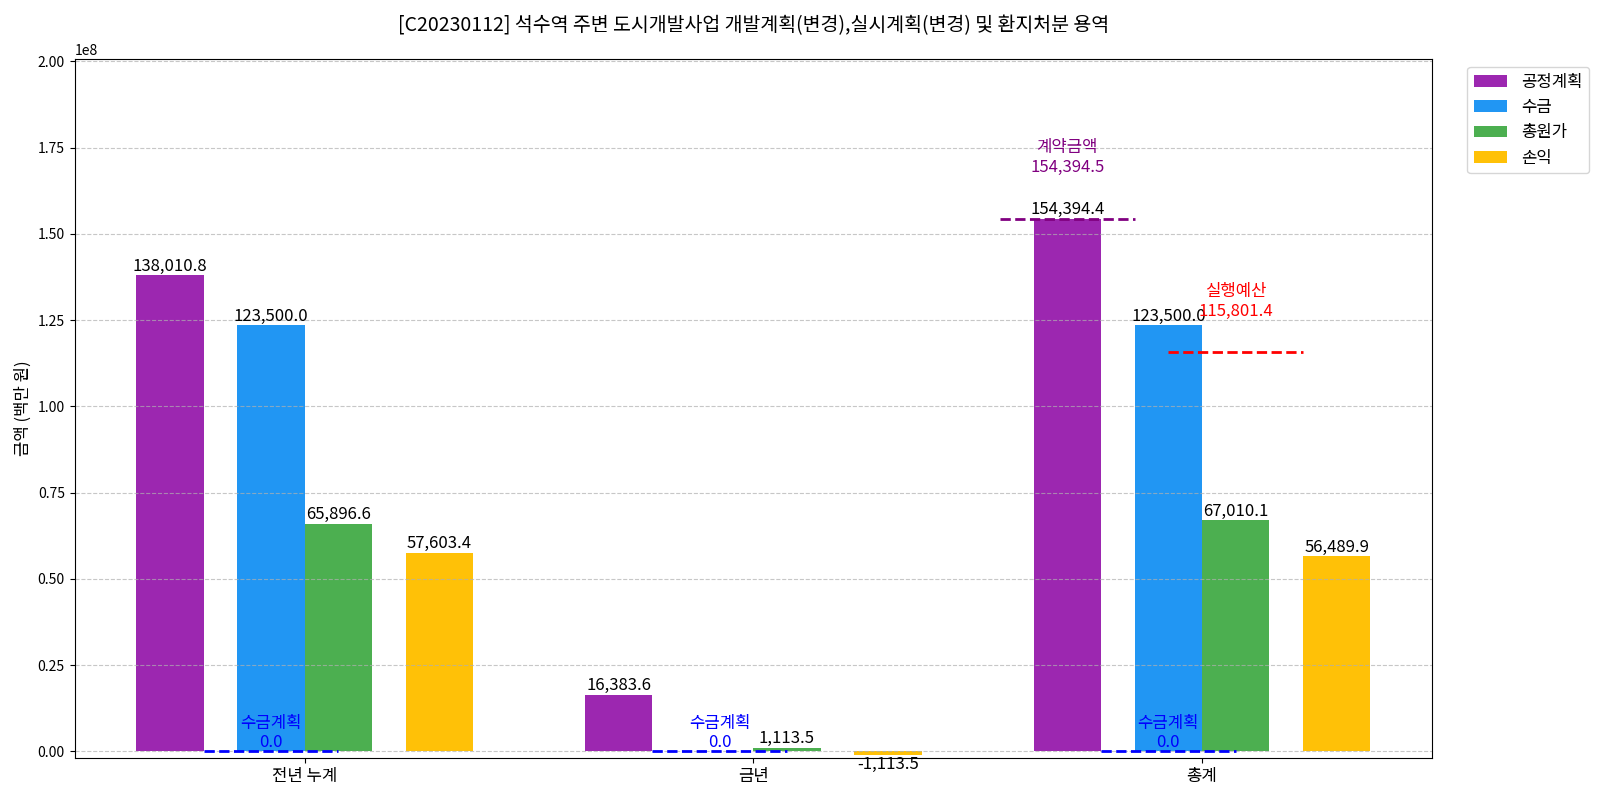 [C20230112] 석수역 주변 도시개발사업 개발계획(변경),실시계획(변경) 및 환지처분 용역
1e8
2.00
1.75
1.50
1.25
1.00
0.75
0.50
0.25
0.00
금액 (백만 원)
138,010.8
123,500.0
65,896.6
57,603.4
수금계획
0.0
16,383.6
수금계획
0.0
1,113.5
-1,113.5
계약금액
154,394.5
154,394.4
123,500.0
실행예산
115,801.4
67,010.1
56,489.9
수금계획
0.0
전년 누계
금년
총계
공정계획
수금
총원가
손익